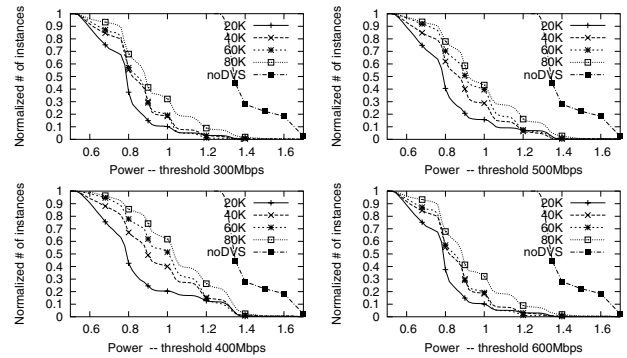 Normalized # of instances
1
0.9
0.8
0.7
0.6
0.5
0.4
0.3
0.2
0.1
0
0.6 0.8 1 1.2 1.4 1.6
Power -- threshold 300Mbps
20K
40K
60K
80K
noDVS
Normalized # of instances
1
0.9
0.8
0.7
0.6
0.5
0.4
0.3
0.2
0.1
0
0.6 0.8 1 1.2 1.4 1.6
Power -- threshold 500Mbps
20K
40K
60K
80K
noDVS
Normalized # of instances
1
0.9
0.8
0.7
0.6
0.5
0.4
0.3
0.2
0.1
0
0.6 0.8 1 1.2 1.4 1.6
Power -- threshold 400Mbps
20K
40K
60K
80K
noDVS
Normalized # of instances
1
0.9
0.8
0.7
0.6
0.5
0.4
0.3
0.2
0.1
0
0.6 0.8 1 1.2 1.4 1.6
Power -- threshold 600Mbps
20K
40K
60K
80K
noDVS